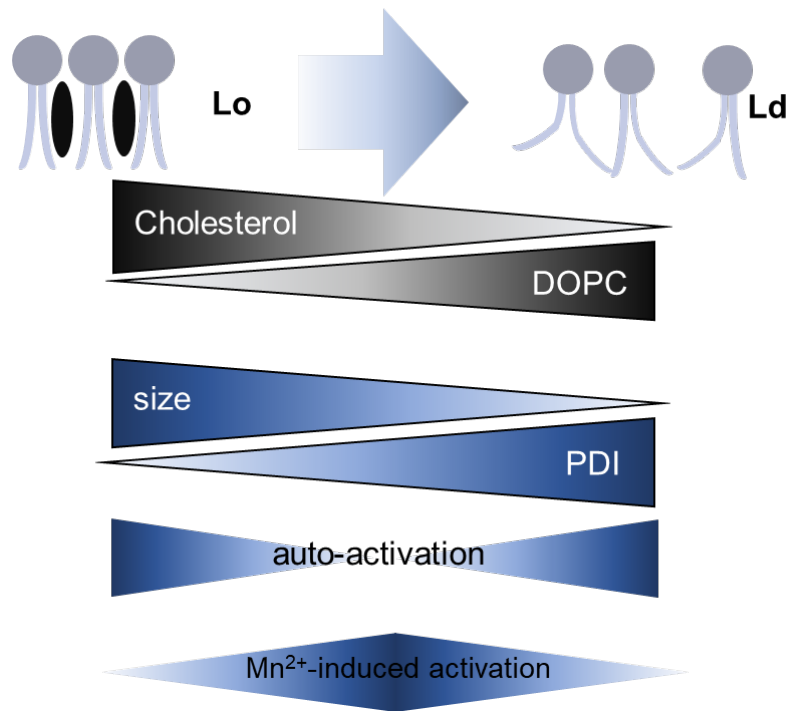 Lo
Ld
Cholesterol
DOPC
size
PDI
auto-activation
Mn²⁺-induced activation